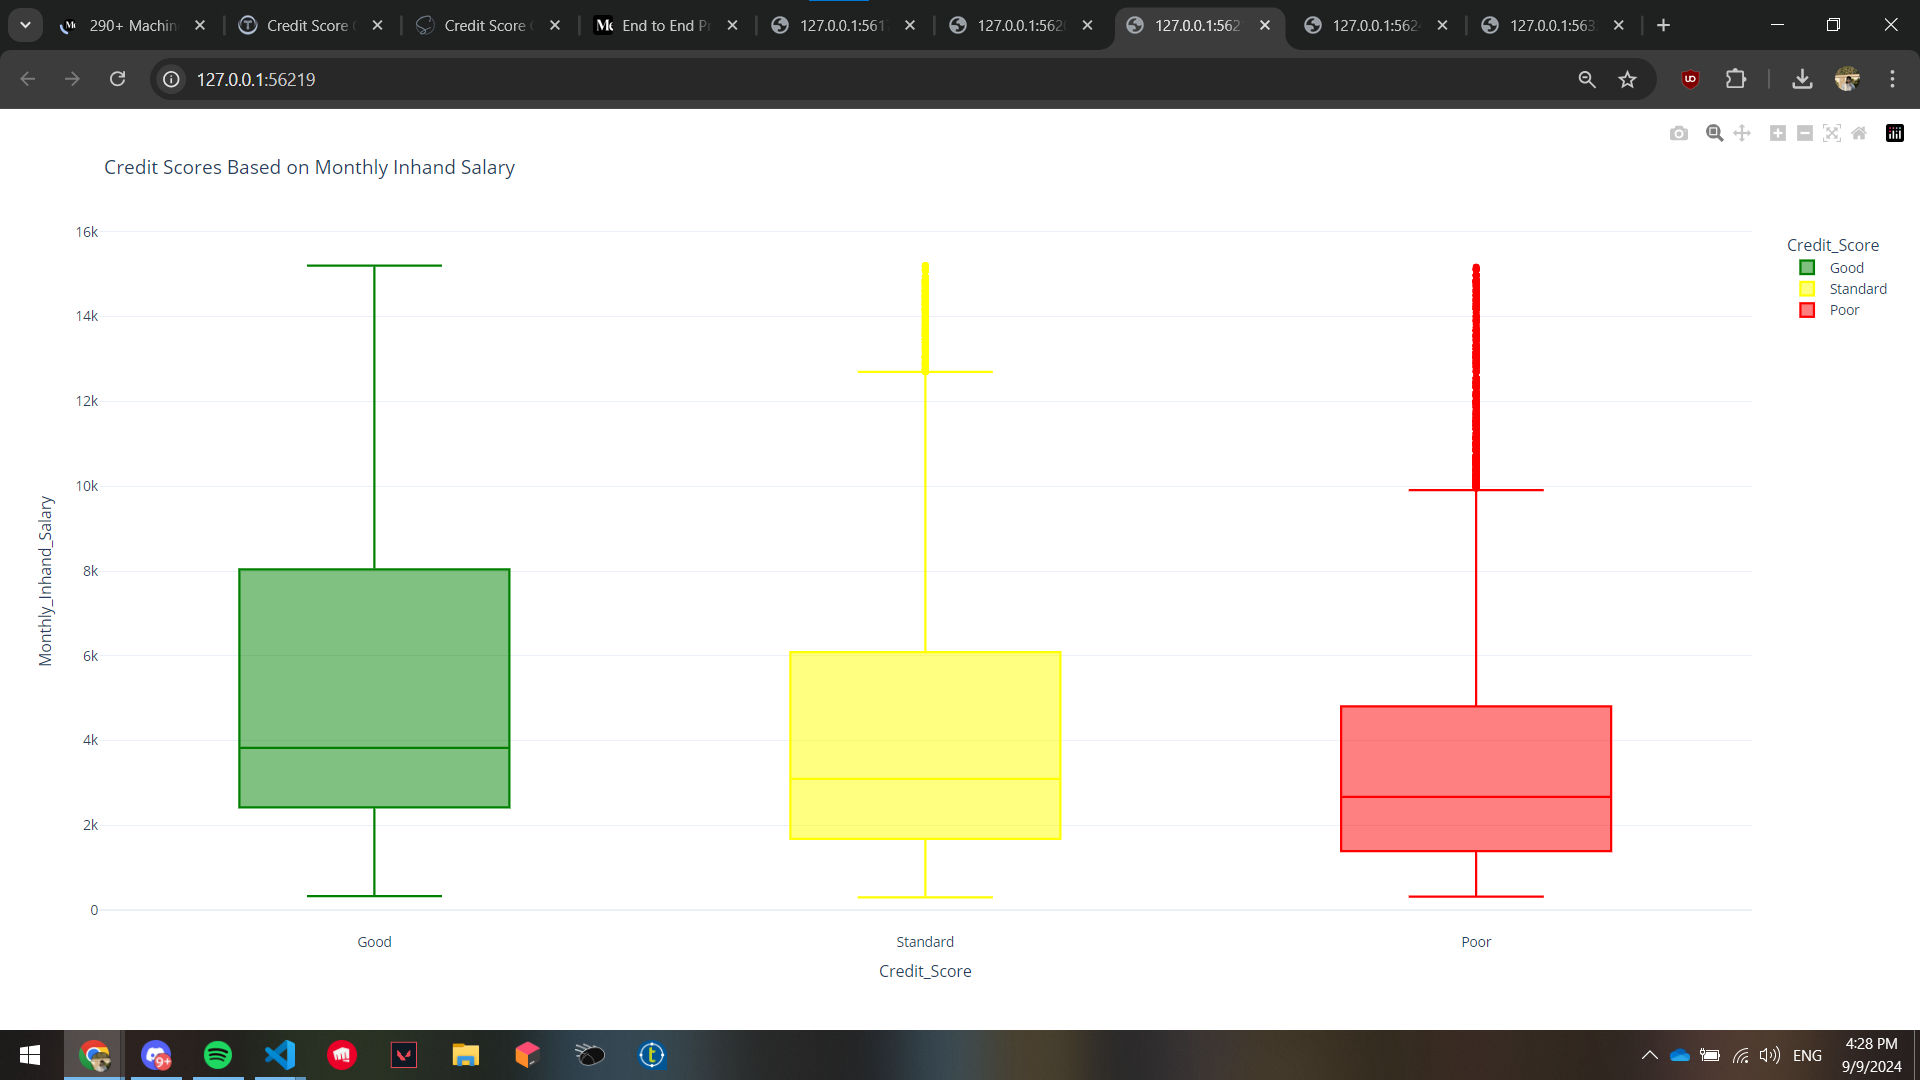 290+ Machin
Credit Score
Credit Score
End to End Pr
127.0.0.1:561
127.0.0.1:562
127.0.0.1:562
127.0.0.1:562
127.0.0.1:563
127.0.0.1:56219
Credit Scores Based on Monthly Inhand Salary
16k
14k
12k
10k
8k
6k
4k
2k
0
Monthly_Inhand_Salary
Good
Standard
Poor
Credit_Score
Credit_Score
Good
Standard
Poor
9+
ENG
4:28 PM
9/9/2024